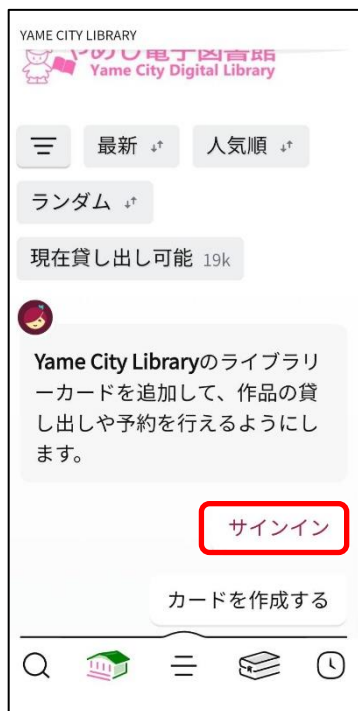 YAME CITY LIBRARY
やめし電子図書館
Yame City Digital Library
最新
人気順
ランダム
現在貸し出し可能 19k
Yame City Libraryのライブラリ
ーカードを追加して、作品の貸
し出しや予約を行えるようにし
ます。
サインイン
カードを作成する